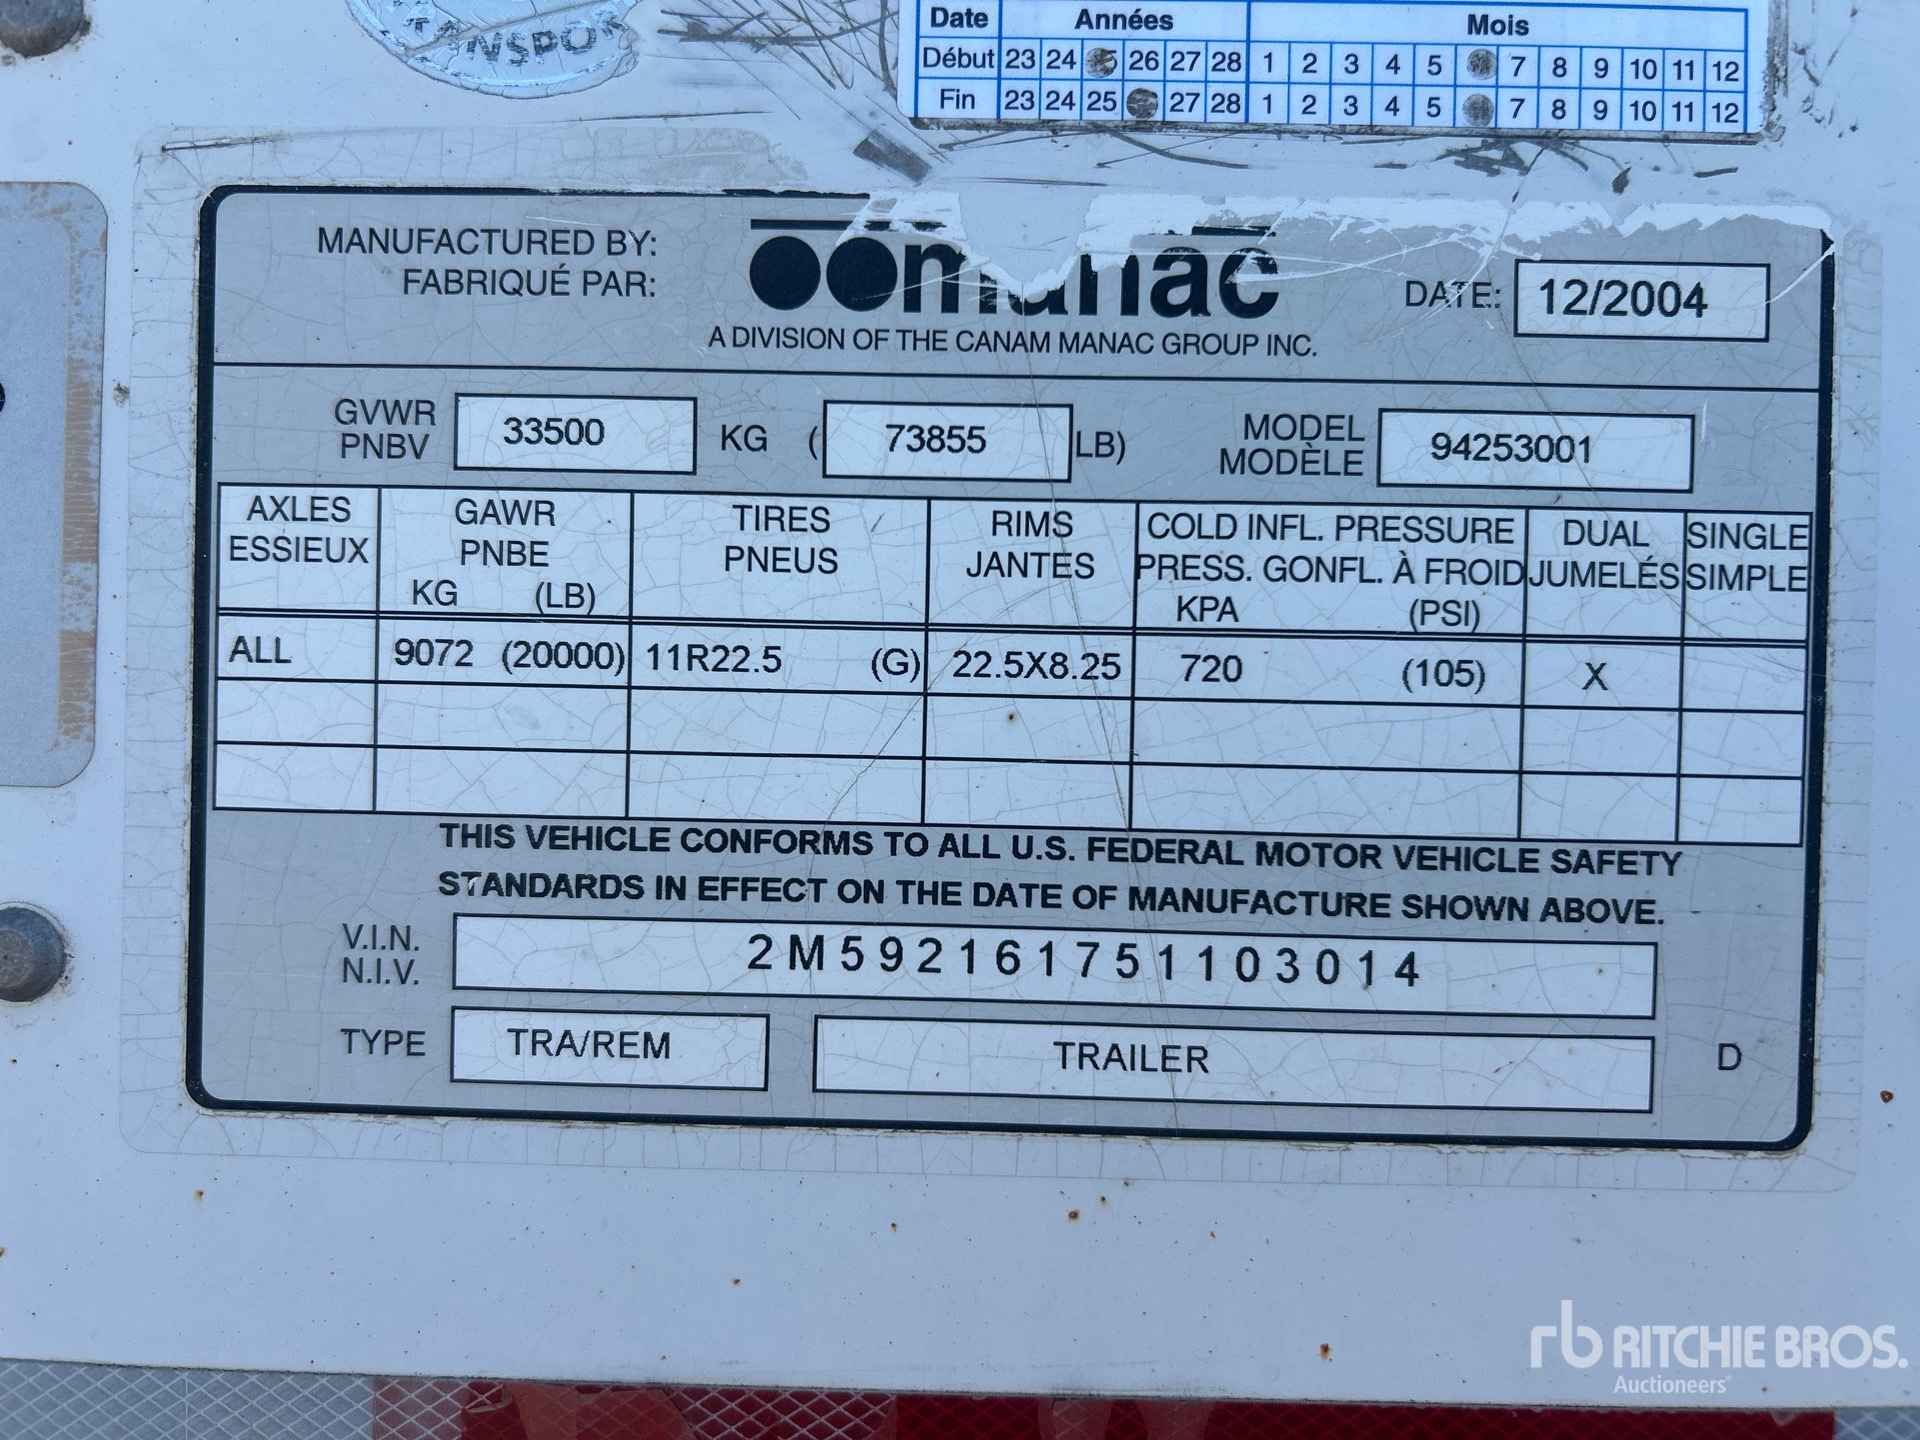 TRANSPOR
Date Années Mois
Début 23 24 25 26 27 28 1 2 3 4 5 7 8 9 10 11 12
Fin 23 24 25 27 28 1 2 3 4 5 7 8 9 10 11 12
MANUFACTURED BY:
FABRIQUÉ PAR:
manac
A DIVISION OF THE CANAM MANAC GROUP INC.
DATE: 12/2004
GVWR
PNBV
33500 KG ( 73855 LB)
MODEL
MODÈLE
94253001
AXLES
ESSIEUX
GAWR
PNBE
KG (LB)
TIRES
PNEUS
RIMS
JANTES
COLD INFL. PRESSURE
PRESS. GONFL. À FROID
KPA (PSI)
DUAL
JUMELÉS
SINGLE
SIMPLE
ALL 9072 (20000) 11R22.5 (G) 22.5X8.25 720 (105) X
THIS VEHICLE CONFORMS TO ALL U.S. FEDERAL MOTOR VEHICLE SAFETY
STANDARDS IN EFFECT ON THE DATE OF MANUFACTURE SHOWN ABOVE.
V.I.N.
N.I.V.
2M592161751103014
TYPE TRA/REM TRAILER D
rb RITCHIE BROS.
Auctioneers